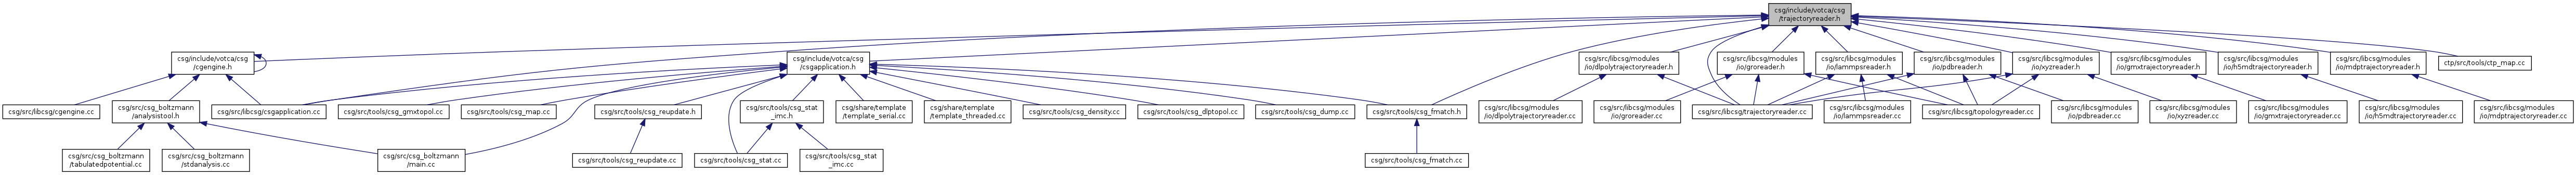 csg/include/votca/csg
/trajectoryreader.h
csg/include/votca/csg
/cgengine.h
csg/include/votca/csg
/csgapplication.h
csg/src/libcsg/modules
/io/dlpolytrajectoryreader.h
csg/src/libcsg/modules
/io/groreader.h
csg/src/libcsg/modules
/io/lammpsreader.h
csg/src/libcsg/modules
/io/pdbreader.h
csg/src/libcsg/modules
/io/xyzreader.h
csg/src/libcsg/modules
/io/gmxtrajectoryreader.h
csg/src/libcsg/modules
/io/h5mdtrajectoryreader.h
csg/src/libcsg/modules
/io/mdptrajectoryreader.h
ctp/src/tools/ctp_map.cc
csg/src/libcsg/cgengine.cc
csg/src/csg_boltzmann
/analysistool.h
csg/src/libcsg/csgapplication.cc
csg/src/tools/csg_gmxtopol.cc
csg/src/tools/csg_map.cc
csg/src/tools/csg_reupdate.h
csg/src/tools/csg_stat
_imc.h
csg/share/template
/template_serial.cc
csg/share/template
/template_threaded.cc
csg/src/tools/csg_density.cc
csg/src/tools/csg_dlptopol.cc
csg/src/tools/csg_dump.cc
csg/src/tools/csg_fmatch.h
csg/src/libcsg/modules
/io/dlpolytrajectoryreader.cc
csg/src/libcsg/modules
/io/groreader.cc
csg/src/libcsg/trajectoryreader.cc
csg/src/libcsg/modules
/io/lammpsreader.cc
csg/src/libcsg/topologyreader.cc
csg/src/libcsg/modules
/io/pdbreader.cc
csg/src/libcsg/modules
/io/xyzreader.cc
csg/src/libcsg/modules
/io/gmxtrajectoryreader.cc
csg/src/libcsg/modules
/io/h5mdtrajectoryreader.cc
csg/src/libcsg/modules
/io/mdptrajectoryreader.cc
csg/src/csg_boltzmann
/tabulatedpotential.cc
csg/src/csg_boltzmann
/stdanalysis.cc
csg/src/csg_boltzmann
/main.cc
csg/src/tools/csg_reupdate.cc
csg/src/tools/csg_stat.cc
csg/src/tools/csg_stat
_imc.cc
csg/src/tools/csg_fmatch.cc